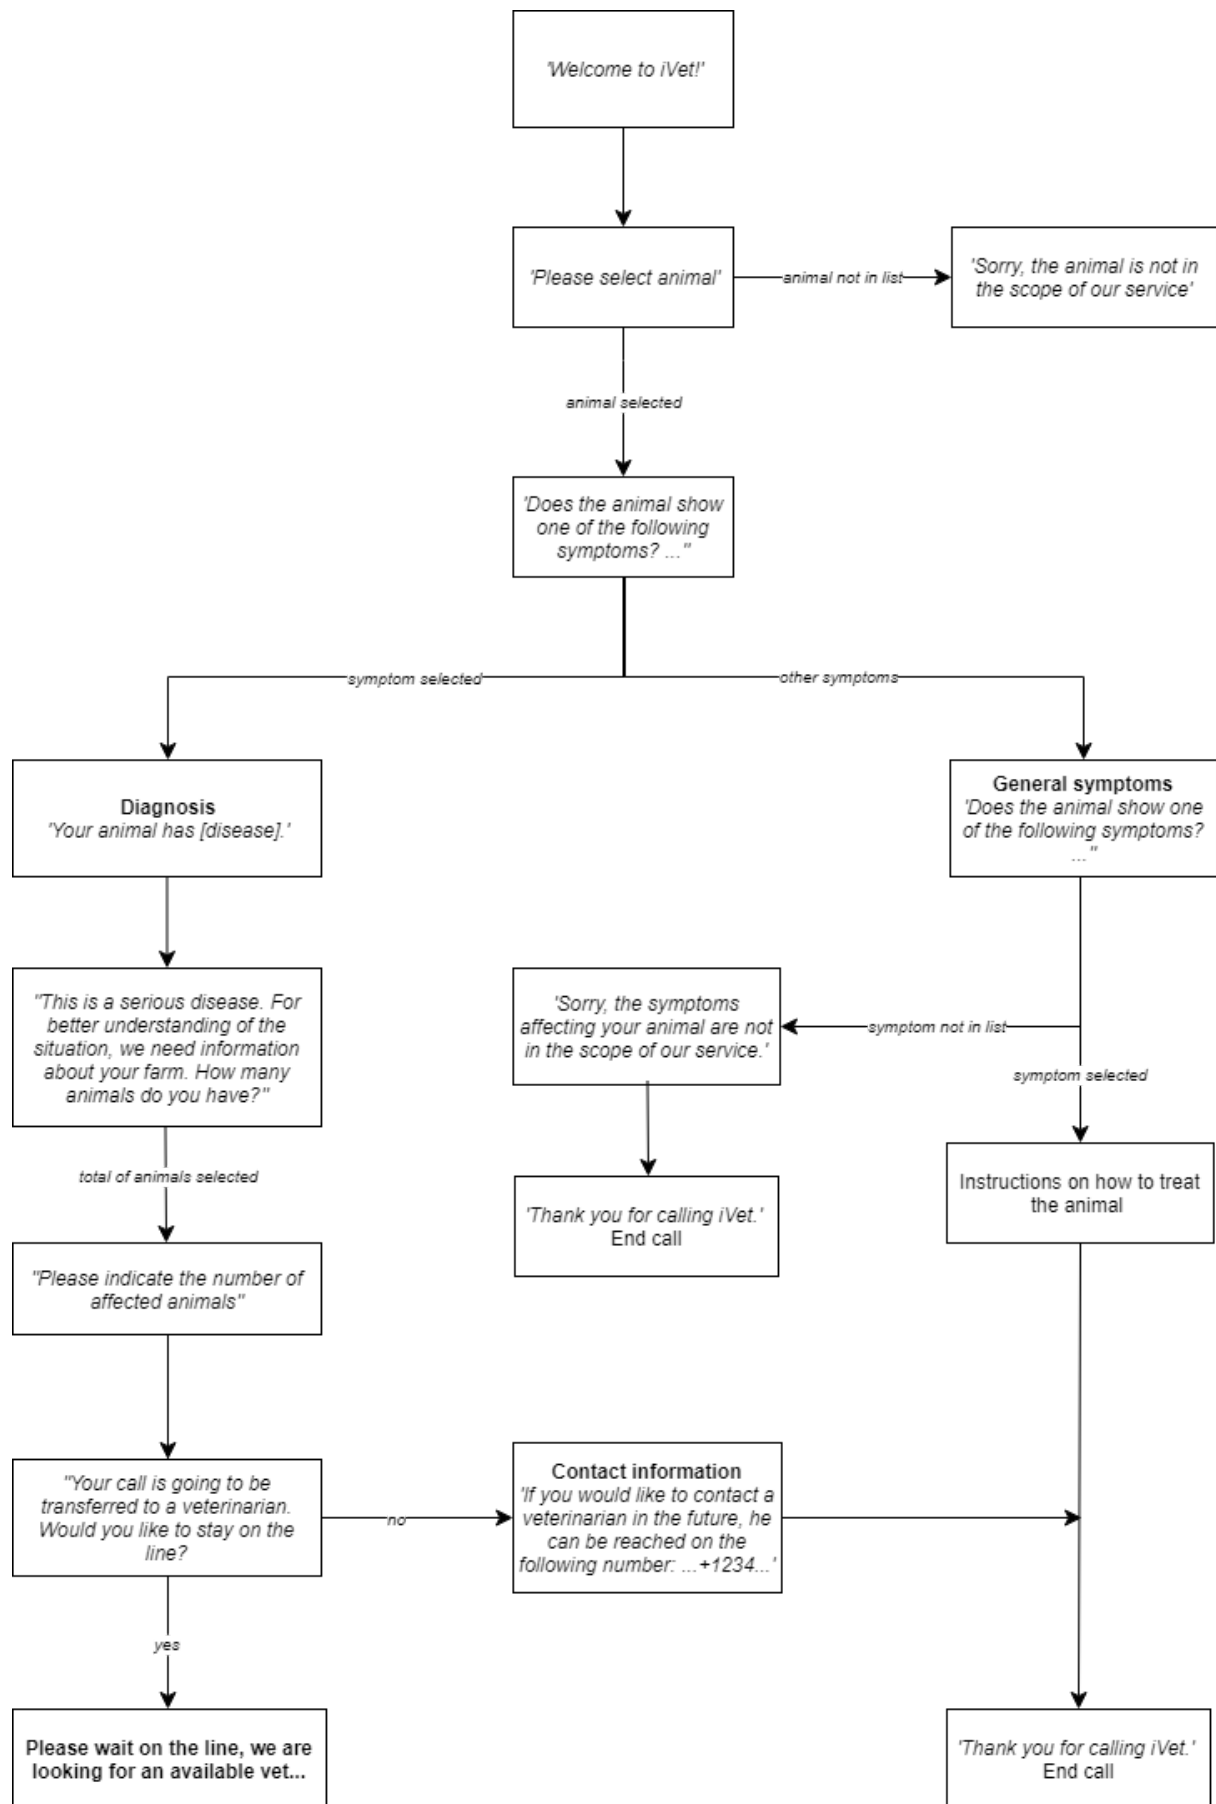 'Welcome to iVet!'
'Please select animal'
animal not in list
'Sorry, the animal is not in
the scope of our service'
animal selected
'Does the animal show
one of the following
symptoms? ..."
symptom selected
other symptoms
Diagnosis
'Your animal has [disease].'
General symptoms
'Does the animal show one
of the following symptoms?
..."
"This is a serious disease. For
better understanding of the
situation, we need information
about your farm. How many
animals do you have?"
'Sorry, the symptoms
affecting your animal are not
in the scope of our service.'
symptom not in list
symptom selected
total of animals selected
'Thank you for calling iVet.'
End call
Instructions on how to treat
the animal
"Please indicate the number of
affected animals"
"Your call is going to be
transferred to a veterinarian.
Would you like to stay on the
line?
no
Contact information
'If you would like to contact a
veterinarian in the future, he
can be reached on the
following number: ...+1234...'
yes
Please wait on the line, we are
looking for an available vet...
'Thank you for calling iVet.'
End call